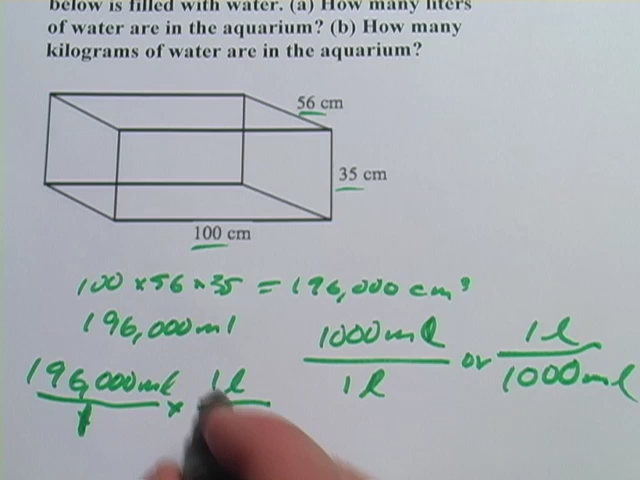 below is filled with water. (a) How many liters
of water are in the aquarium? (b) How many
kilograms of water are in the aquarium?
56 cm
35 cm
100 cm
100 × 56 × 35 = 196,000 cm³
196,000 ml
1000 ml
1 l
or
1 l
1000 ml
196,000 ml
1
×
1 l